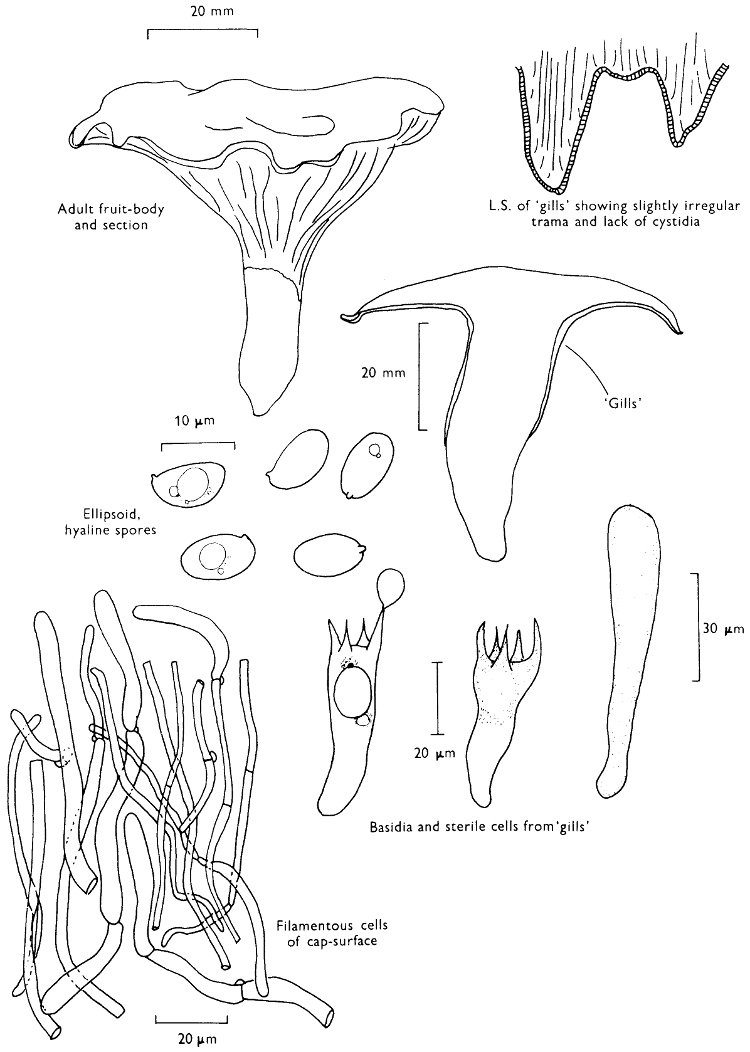 20 mm
Adult fruit-body
and section
L.S. of 'gills' showing slightly irregular
trama and lack of cystidia
20 mm
'Gills'
10 µm
Ellipsoid,
hyaline spores
30 µm
20 µm
Basidia and sterile cells from 'gills'
Filamentous cells
of cap-surface
20 µm